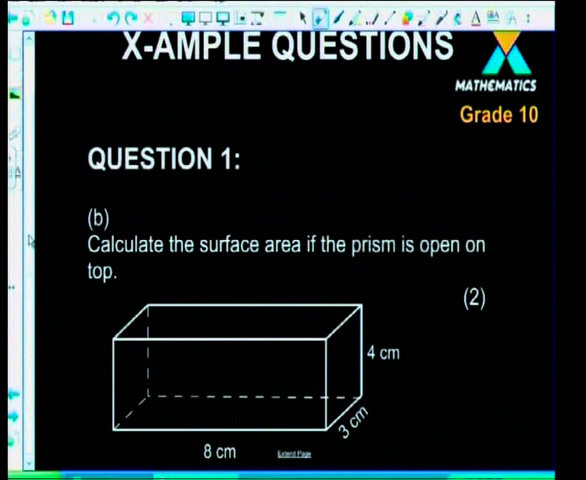 X-AMPLE QUESTIONS
MATHEMATICS
Grade 10
QUESTION 1:
(b)
Calculate the surface area if the prism is open on
top.
(2)
4 cm
3 cm
8 cm
Extend Page